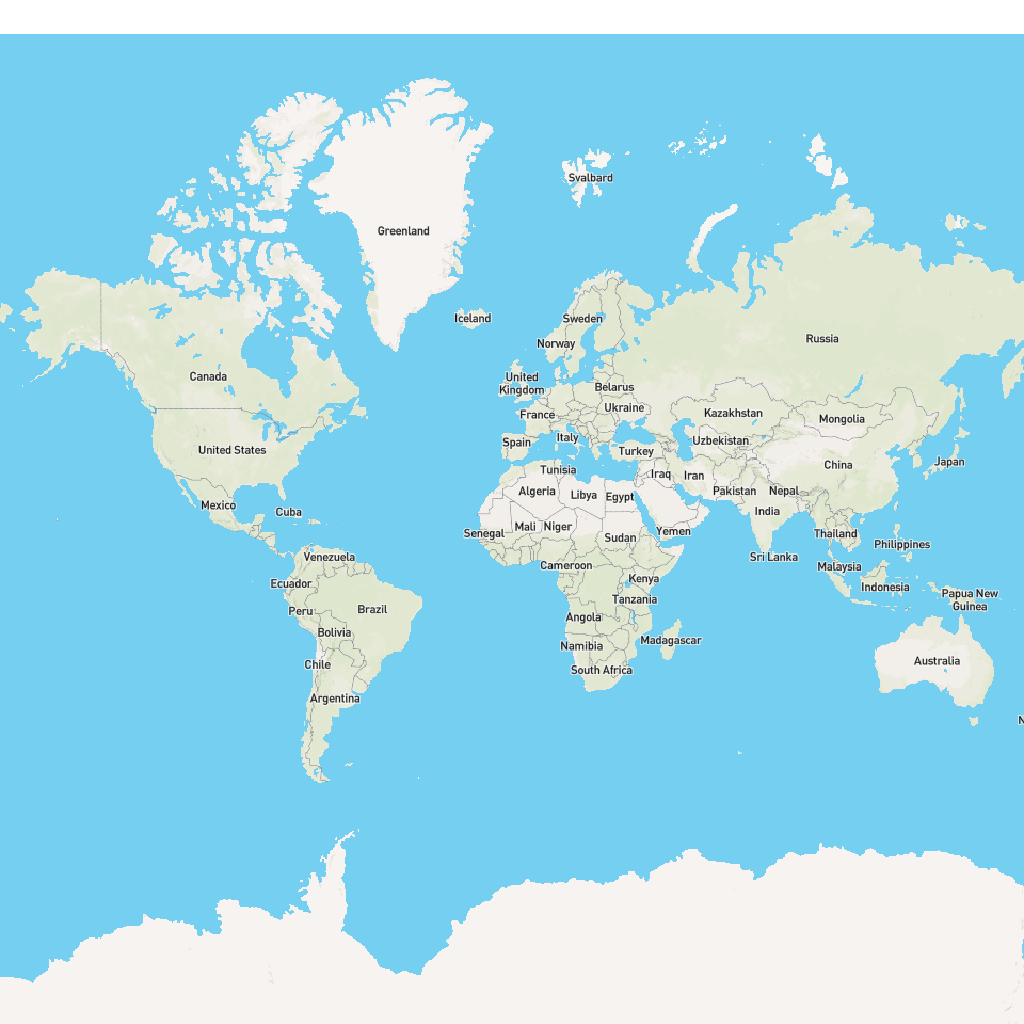 Svalbard
Greenland
Iceland
Sweden
Norway
Russia
Canada
United
Kingdom
Belarus
France
Ukraine
Kazakhstan
Mongolia
United States
Spain
Italy
Turkey
Uzbekistan
China
Japan
Tunisia
Iraq
Iran
Mexico
Cuba
Algeria
Libya
Egypt
Pakistan
Nepal
India
Senegal
Mali
Niger
Sudan
Yemen
Thailand
Philippines
Venezuela
Cameroon
Sri Lanka
Malaysia
Ecuador
Kenya
Indonesia
Peru
Brazil
Tanzania
Papua New
Guinea
Bolivia
Angola
Namibia
Madagascar
Chile
South Africa
Australia
Argentina
N